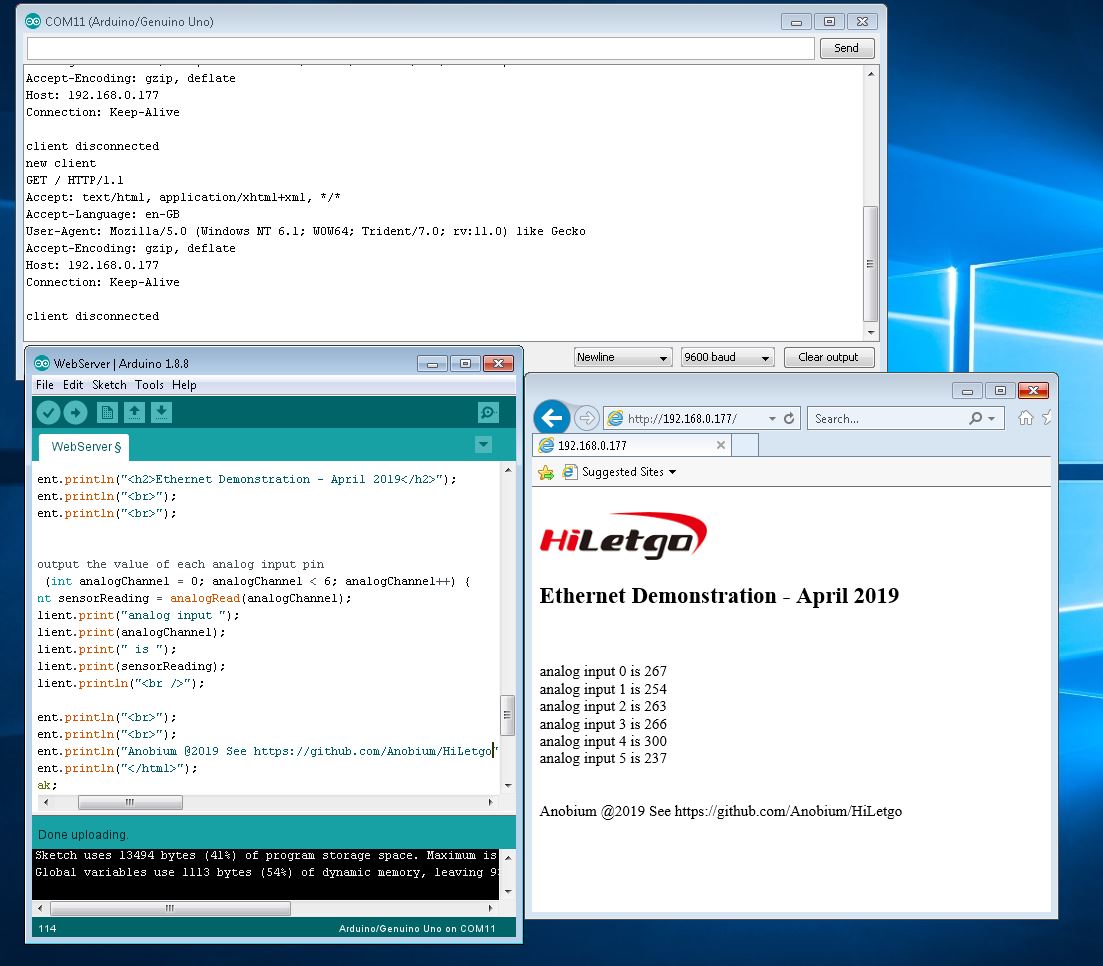 COM11 (Arduino/Genuino Uno)
Send
Accept-Encoding: gzip, deflate
Host: 192.168.0.177
Connection: Keep-Alive
client disconnected
new client
GET / HTTP/1.1
Accept: text/html, application/xhtml+xml, */*
Accept-Language: en-GB
User-Agent: Mozilla/5.0 (Windows NT 6.1; WOW64; Trident/7.0; rv:11.0) like Gecko
Accept-Encoding: gzip, deflate
Host: 192.168.0.177
Connection: Keep-Alive
client disconnected
Newline
9600 baud
Clear output
WebServer | Arduino 1.8.8
File Edit Sketch Tools Help
WebServer §
ent.println("<h2>Ethernet Demonstration - April 2019</h2>");
ent.println("<br>");
ent.println("<br>");
output the value of each analog input pin
(int analogChannel = 0; analogChannel < 6; analogChannel++) {
nt sensorReading = analogRead(analogChannel);
lient.print("analog input ");
lient.print(analogChannel);
lient.print(" is ");
lient.print(sensorReading);
lient.println("<br />");
ent.println("<br>");
ent.println("<br>");
ent.println("Anobium @2019 See https://github.com/Anobium/HiLetgo"
ent.println("</html>");
ak;
Done uploading.
Sketch uses 13494 bytes (41%) of program storage space. Maximum is
Global variables use 1113 bytes (54%) of dynamic memory, leaving 9
114
Arduino/Genuino Uno on COM11
http://192.168.0.177/
Search...
192.168.0.177
Suggested Sites
HiLetgo
Ethernet Demonstration - April 2019
analog input 0 is 267
analog input 1 is 254
analog input 2 is 263
analog input 3 is 266
analog input 4 is 300
analog input 5 is 237
Anobium @2019 See https://github.com/Anobium/HiLetgo